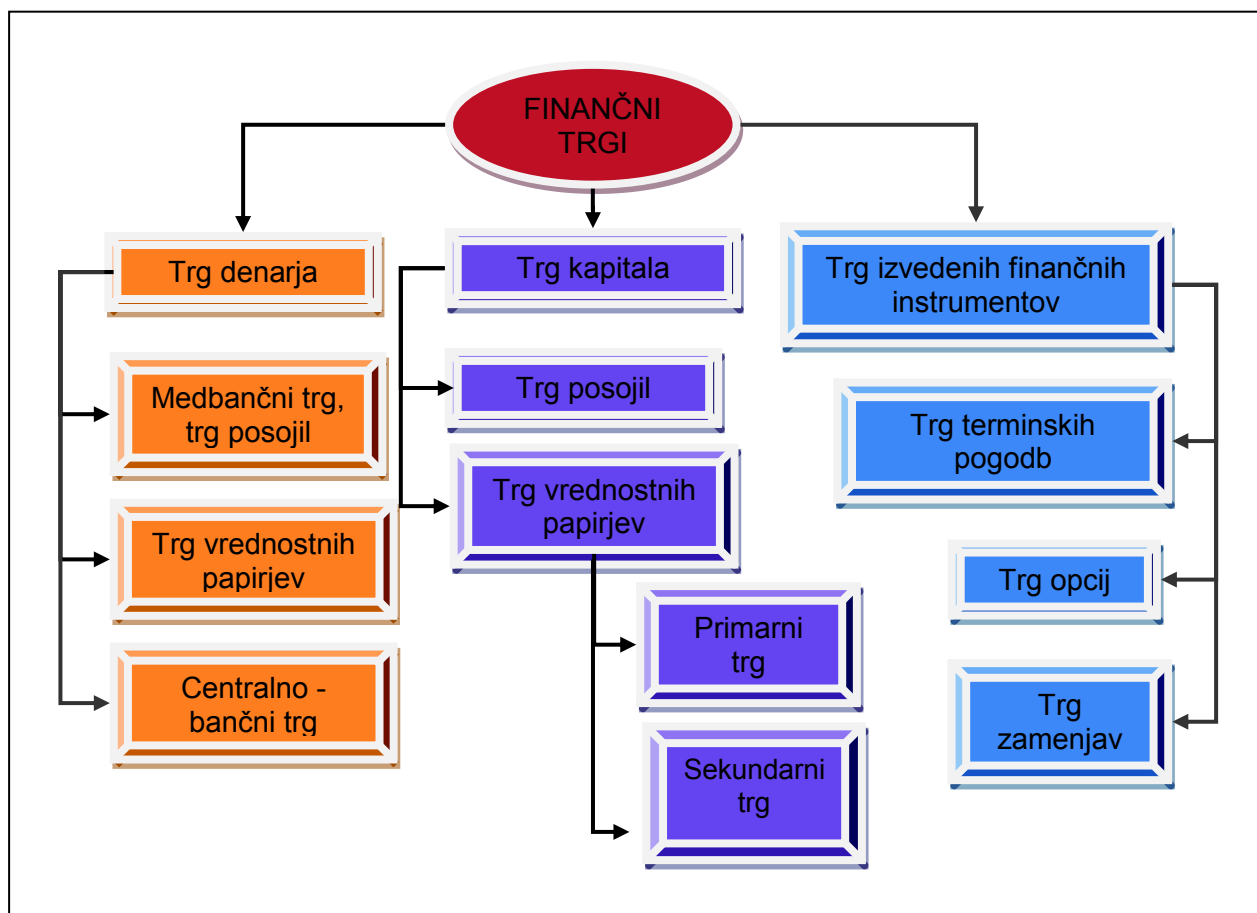 FINANČNI
TRGI
Trg denarja
Medbančni trg,
trg posojil
Trg vrednostnih
papirjev
Centralno -
bančni trg
Trg kapitala
Trg posojil
Trg vrednostnih
papirjev
Primarni
trg
Sekundarni
trg
Trg izvedenih finančnih
instrumentov
Trg terminskih
pogodb
Trg opcij
Trg
zamenjav